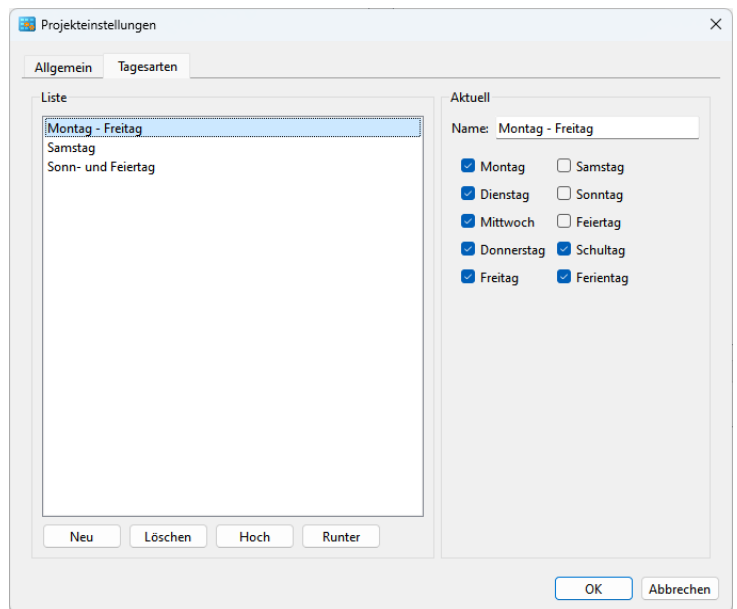 Projekteinstellungen
Allgemein Tagesarten
Liste
Montag - Freitag
Samstag
Sonn- und Feiertag
Neu Löschen Hoch Runter
Aktuell
Name: Montag - Freitag
Montag Samstag
Dienstag Sonntag
Mittwoch Feiertag
Donnerstag Schultag
Freitag Ferientag
OK Abbrechen